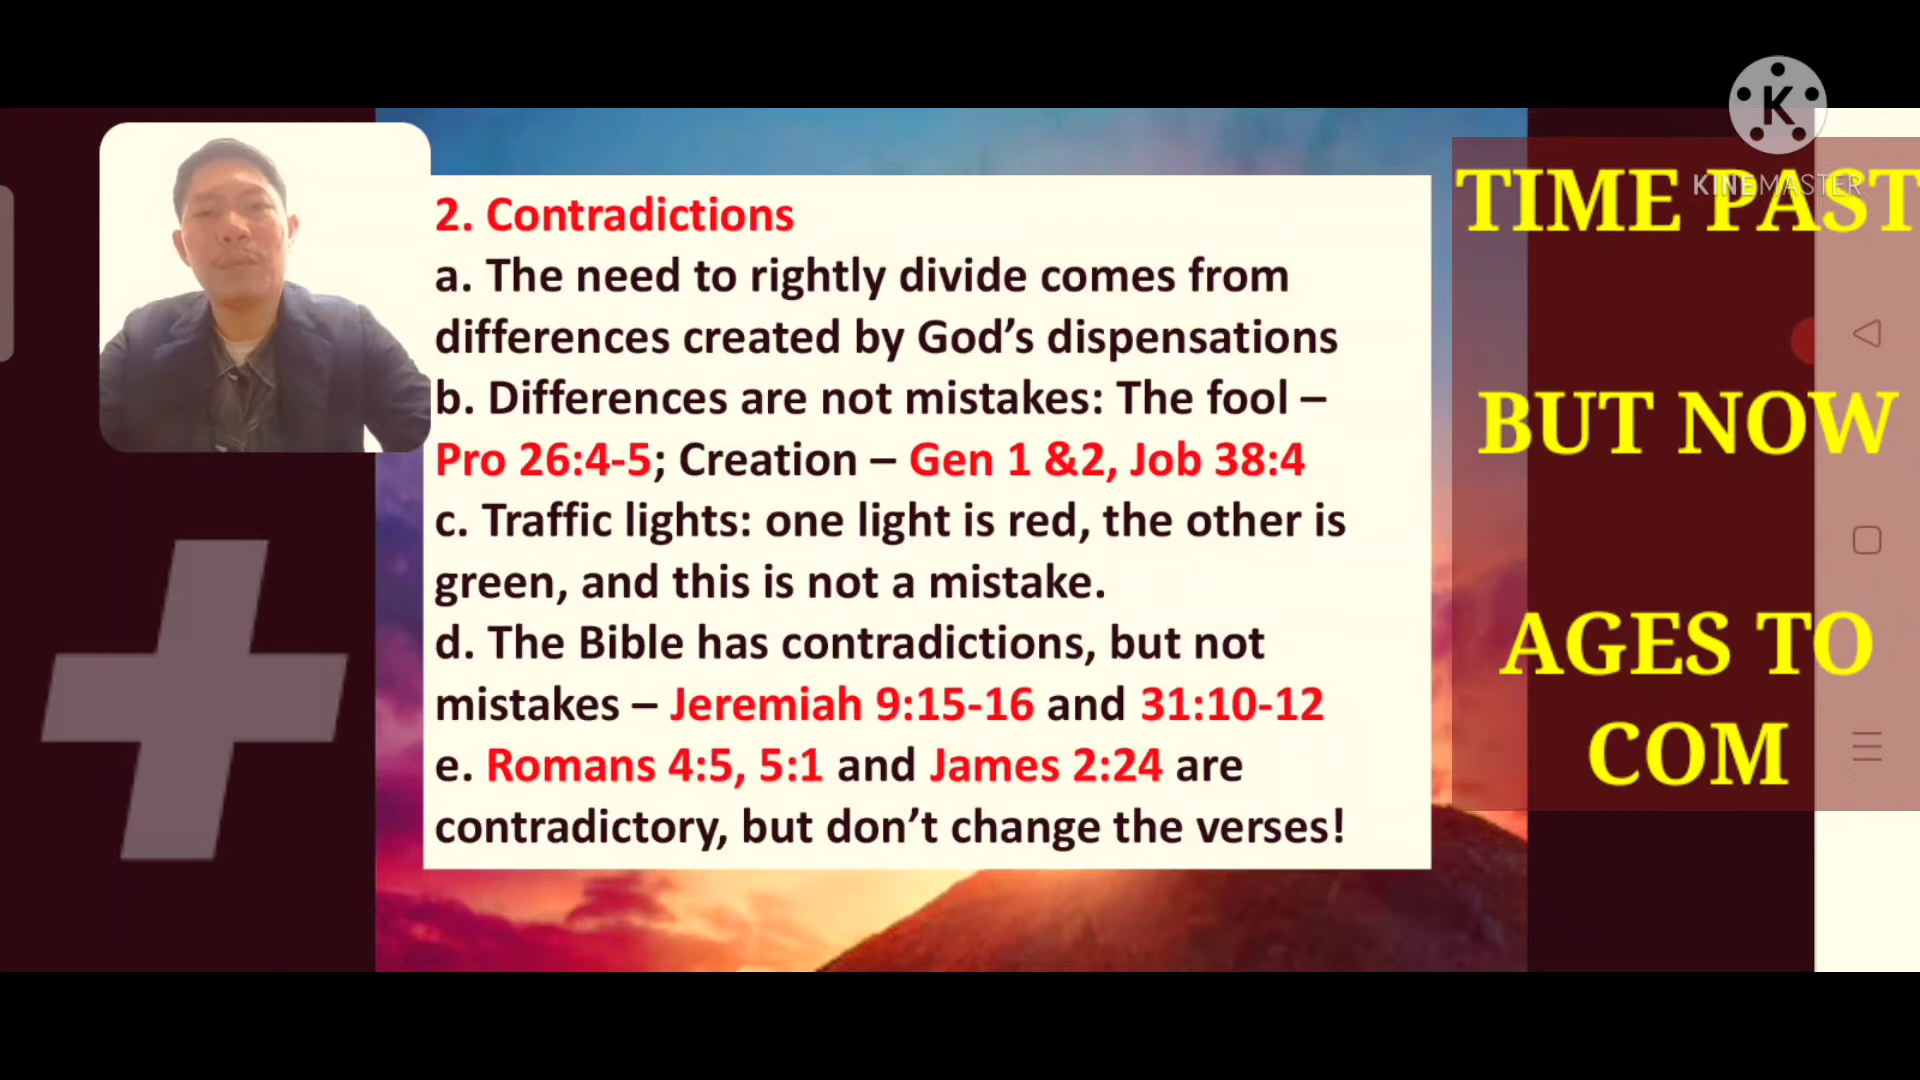 2. Contradictions
a. The need to rightly divide comes from
differences created by God’s dispensations
b. Differences are not mistakes: The fool –
Pro 26:4-5; Creation – Gen 1 &2, Job 38:4
c. Traffic lights: one light is red, the other is
green, and this is not a mistake.
d. The Bible has contradictions, but not
mistakes – Jeremiah 9:15-16 and 31:10-12
e. Romans 4:5, 5:1 and James 2:24 are
contradictory, but don’t change the verses!
K
KINEMASTER
TIME PAST
BUT NOW
AGES TO
COM